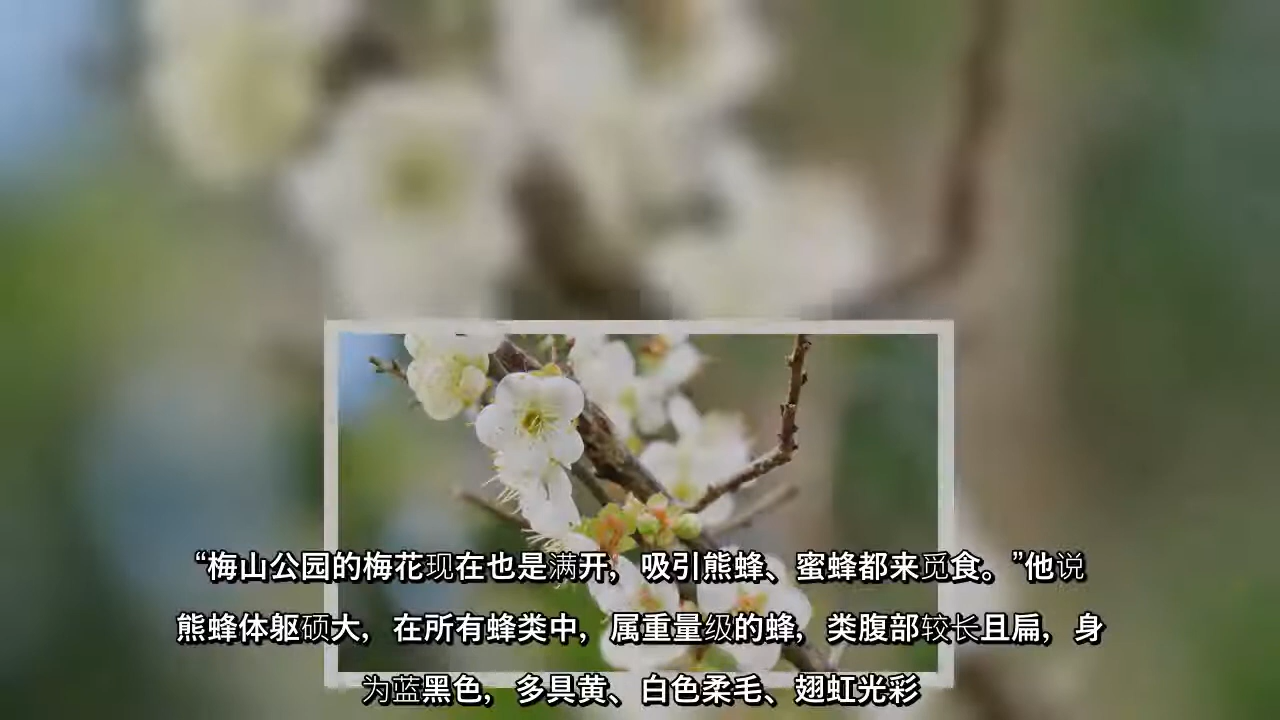 “梅山公园的梅花现在也是满开，吸引熊蜂、蜜蜂都来觅食。”他说
熊蜂体躯硕大，在所有蜂类中，属重量级的蜂，类腹部较长且扁，身
为蓝黑色，多具黄、白色柔毛、翅虹光彩